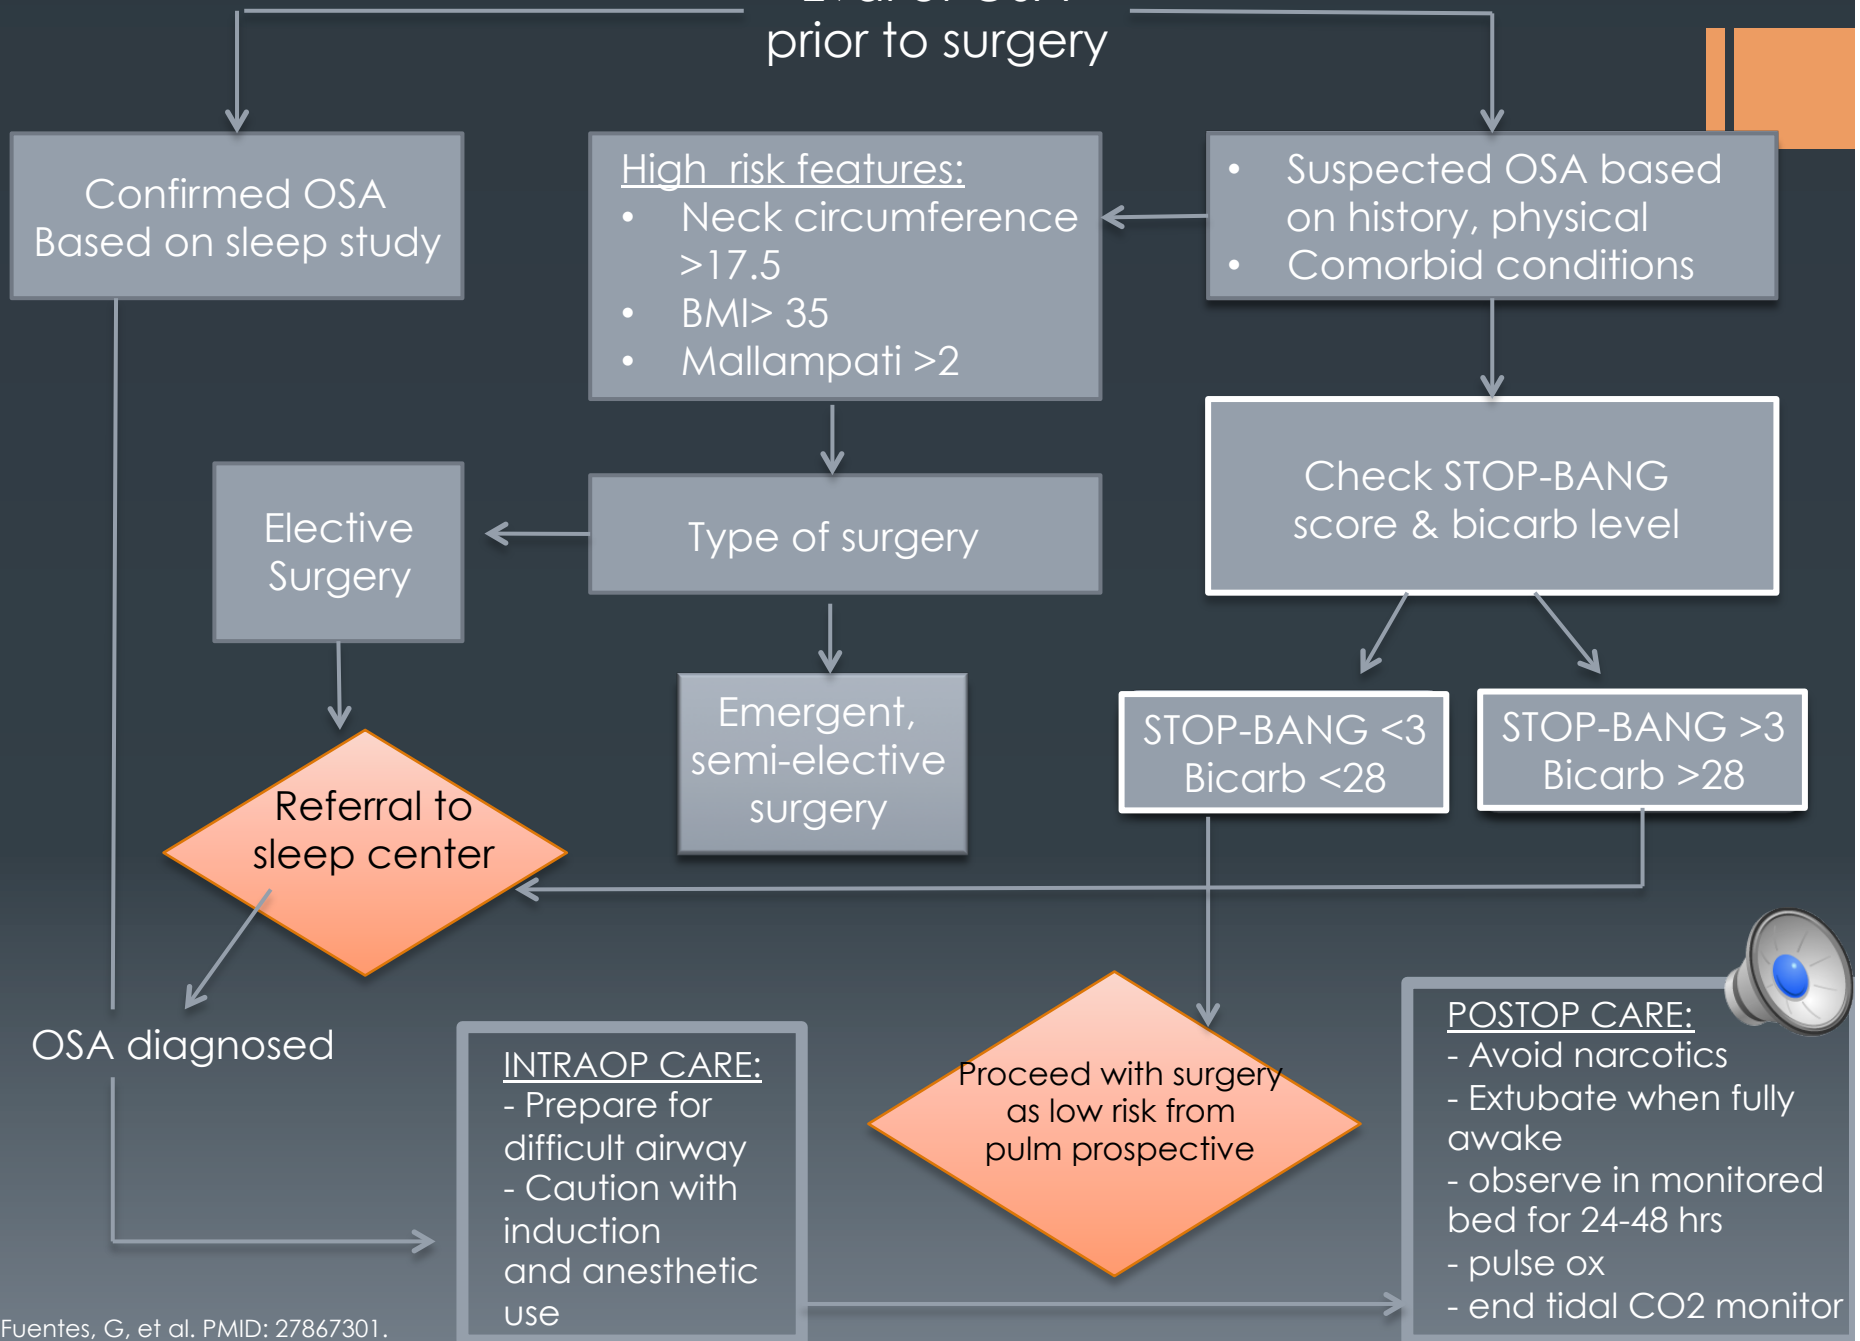 prior to surgery
Confirmed OSA
Based on sleep study
High risk features:
• Neck circumference
>17.5
• BMI> 35
• Mallampati >2
• Suspected OSA based
on history, physical
• Comorbid conditions
Elective
Surgery
Type of surgery
Check STOP-BANG
score & bicarb level
Emergent,
semi-elective
surgery
STOP-BANG <3
Bicarb <28
STOP-BANG >3
Bicarb >28
Referral to
sleep center
OSA diagnosed
INTRAOP CARE:
- Prepare for
difficult airway
- Caution with
induction
and anesthetic
use
Proceed with surgery
as low risk from
pulm prospective
POSTOP CARE:
- Avoid narcotics
- Extubate when fully
awake
- observe in monitored
bed for 24-48 hrs
- pulse ox
- end tidal CO2 monitor
Fuentes, G, et al. PMID: 27867301.